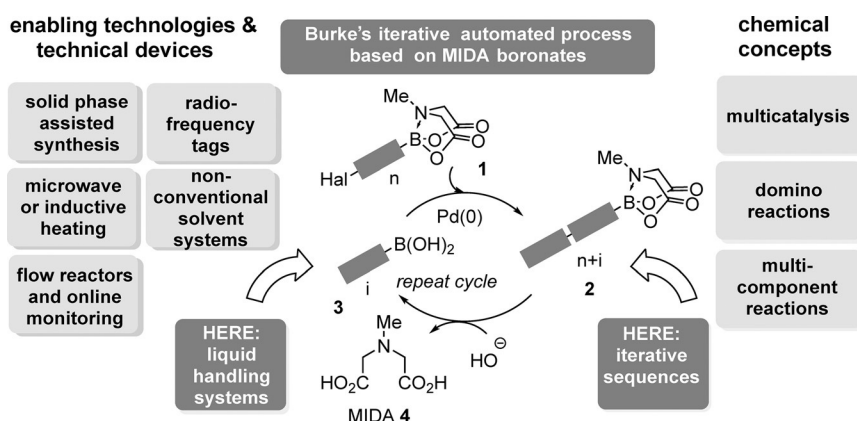 enabling technologies &
technical devices
solid phase
assisted
synthesis
radio-
frequency
tags
microwave
or inductive
heating
non-
conventional
solvent
systems
flow reactors
and online
monitoring
HERE:
liquid
handling
systems
Burke's iterative automated process
based on MIDA boronates
Me
N
B
O
O
O
O
Hal
n
1
Pd(0)
B(OH)2
i
3
repeat cycle
Me
N
B
O
O
O
O
n+i
2
HO⊖
Me
N
HO2C
CO2H
MIDA 4
chemical
concepts
multicatalysis
domino
reactions
multi-
component
reactions
HERE:
iterative
sequences